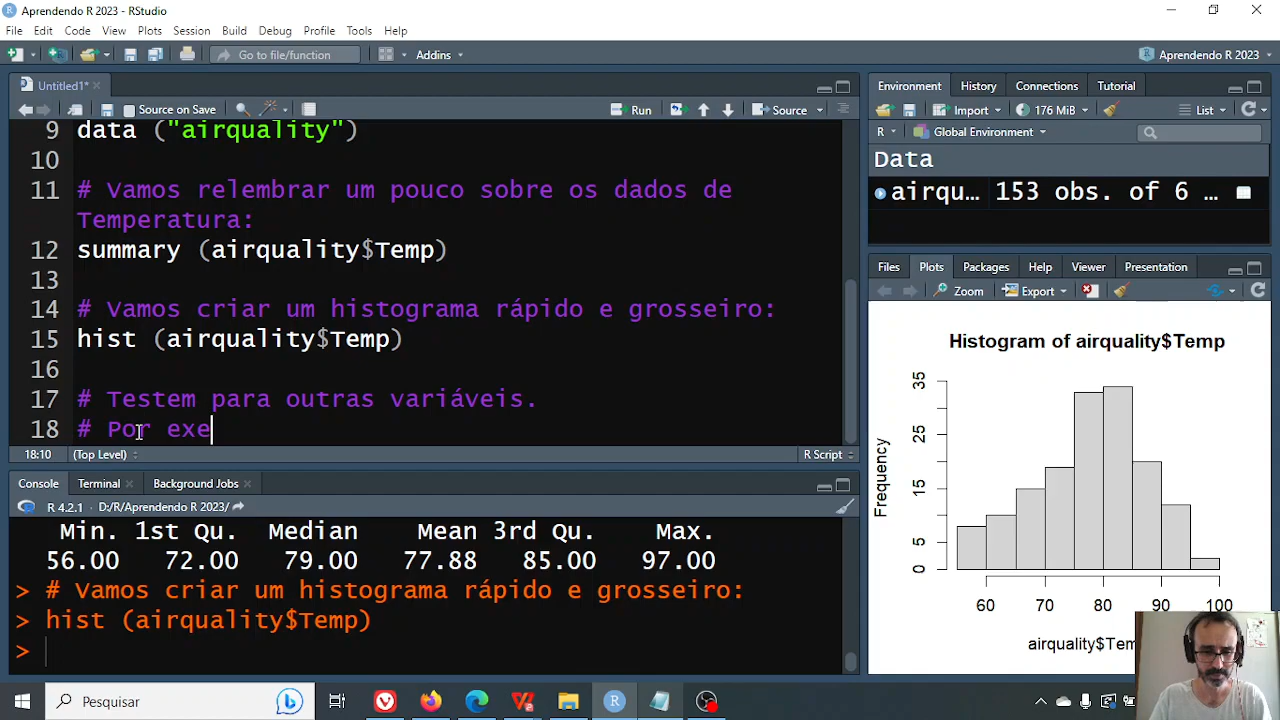 Aprendendo R 2023 - RStudio
File Edit Code View Plots Session Build Debug Profile Tools Help
Go to file/function Addins Aprendendo R 2023
Untitled1*
Source on Save Run Source
9 data ("airquality")
10
11 # Vamos relembrar um pouco sobre os dados de
Temperatura:
12 summary (airquality$Temp)
13
14 # Vamos criar um histograma rápido e grosseiro:
15 hist (airquality$Temp)
16
17 # Testem para outras variáveis.
18 # Por exe
18:10 (Top Level) R Script
Console Terminal Background Jobs
R 4.2.1 · D:/R/Aprendendo R 2023/
Min. 1st Qu. Median Mean 3rd Qu. Max.
56.00 72.00 79.00 77.88 85.00 97.00
> # Vamos criar um histograma rápido e grosseiro:
> hist (airquality$Temp)
>
Environment History Connections Tutorial
Import 176 MiB List
R Global Environment
Data
airqu… 153 obs. of 6 …
Files Plots Packages Help Viewer Presentation
Zoom Export
Histogram of airquality$Temp
Frequency
35
25
15
5
0
60 70 80 90 100
airquality$Tem
Pesquisar